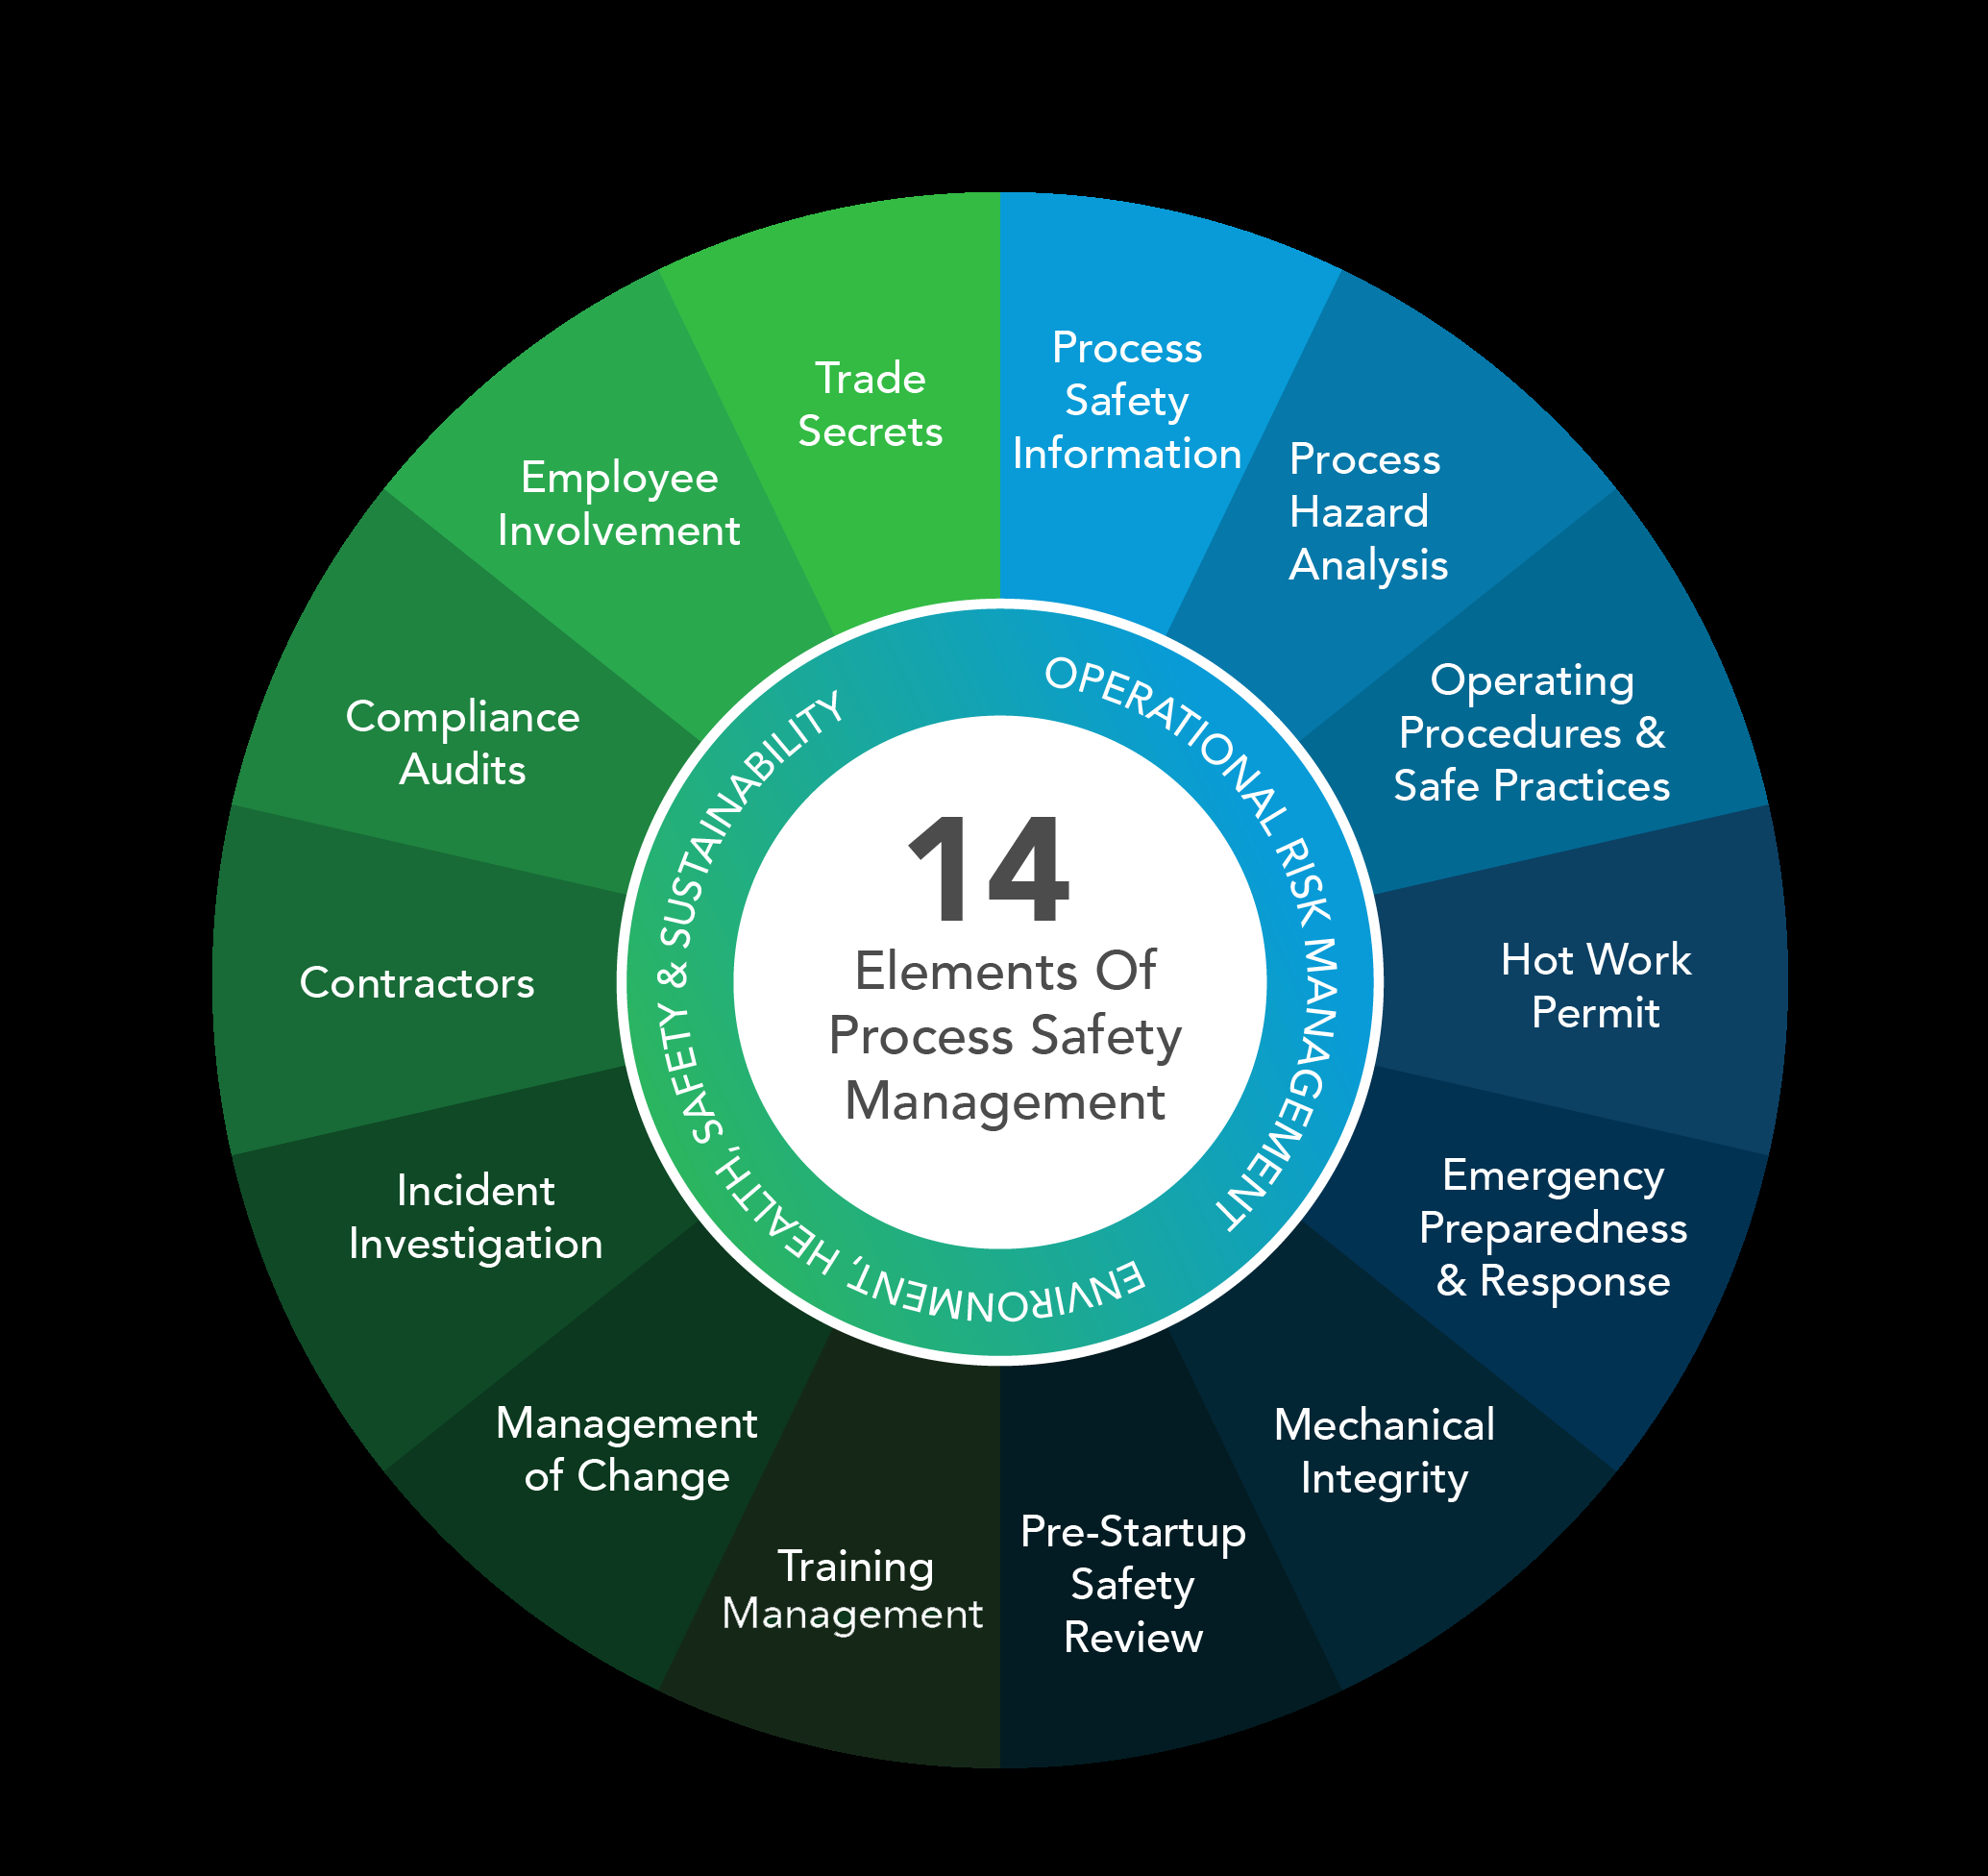 14
Elements Of
Process Safety
Management
OPERATIONAL RISK MANAGEMENT
ENVIRONMENT, HEALTH, SAFETY & SUSTAINABILITY
Process
Safety
Information
Process
Hazard
Analysis
Operating
Procedures &
Safe Practices
Hot Work
Permit
Emergency
Preparedness
& Response
Mechanical
Integrity
Pre-Startup
Safety
Review
Training
Management
Management
of Change
Incident
Investigation
Contractors
Compliance
Audits
Employee
Involvement
Trade
Secrets